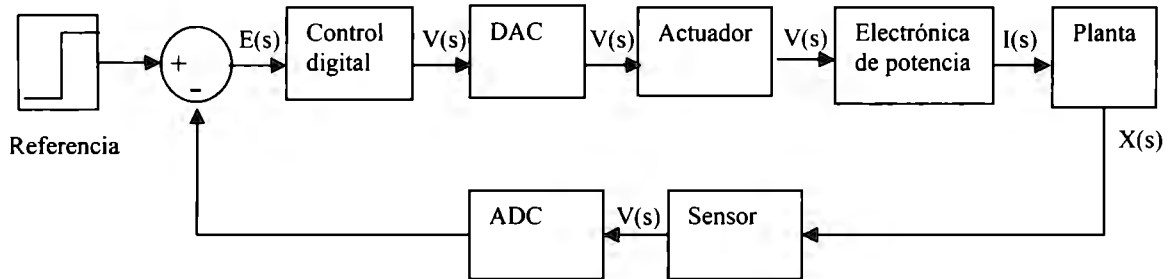 Referencia
+
-
E(s)
Control
digital
V(s)
DAC
V(s)
Actuador
V(s)
Electrónica
de potencia
I(s)
Planta
X(s)
Sensor
V(s)
ADC